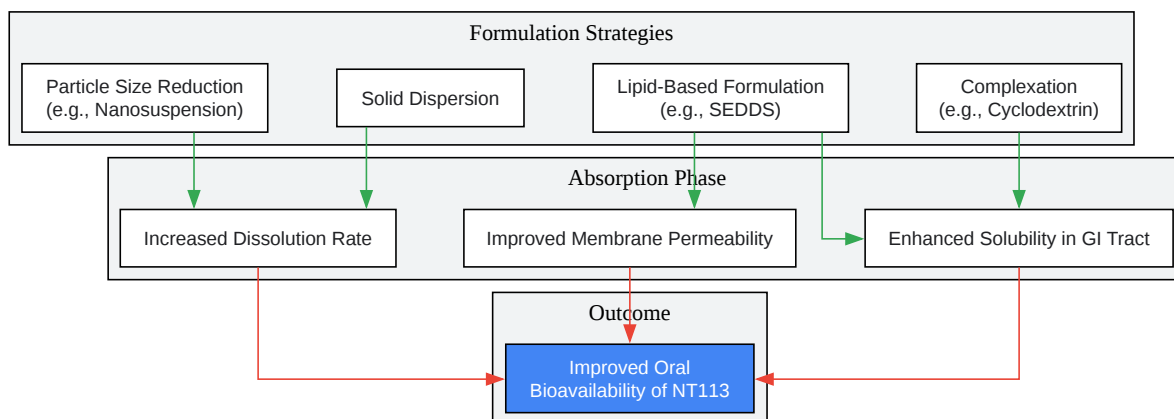 Formulation Strategies
Particle Size Reduction
(e.g., Nanosuspension)
Solid Dispersion
Lipid-Based Formulation
(e.g., SEDDS)
Complexation
(e.g., Cyclodextrin)
Absorption Phase
Increased Dissolution Rate
Improved Membrane Permeability
Enhanced Solubility in GI Tract
Outcome
Improved Oral
Bioavailability of NT113